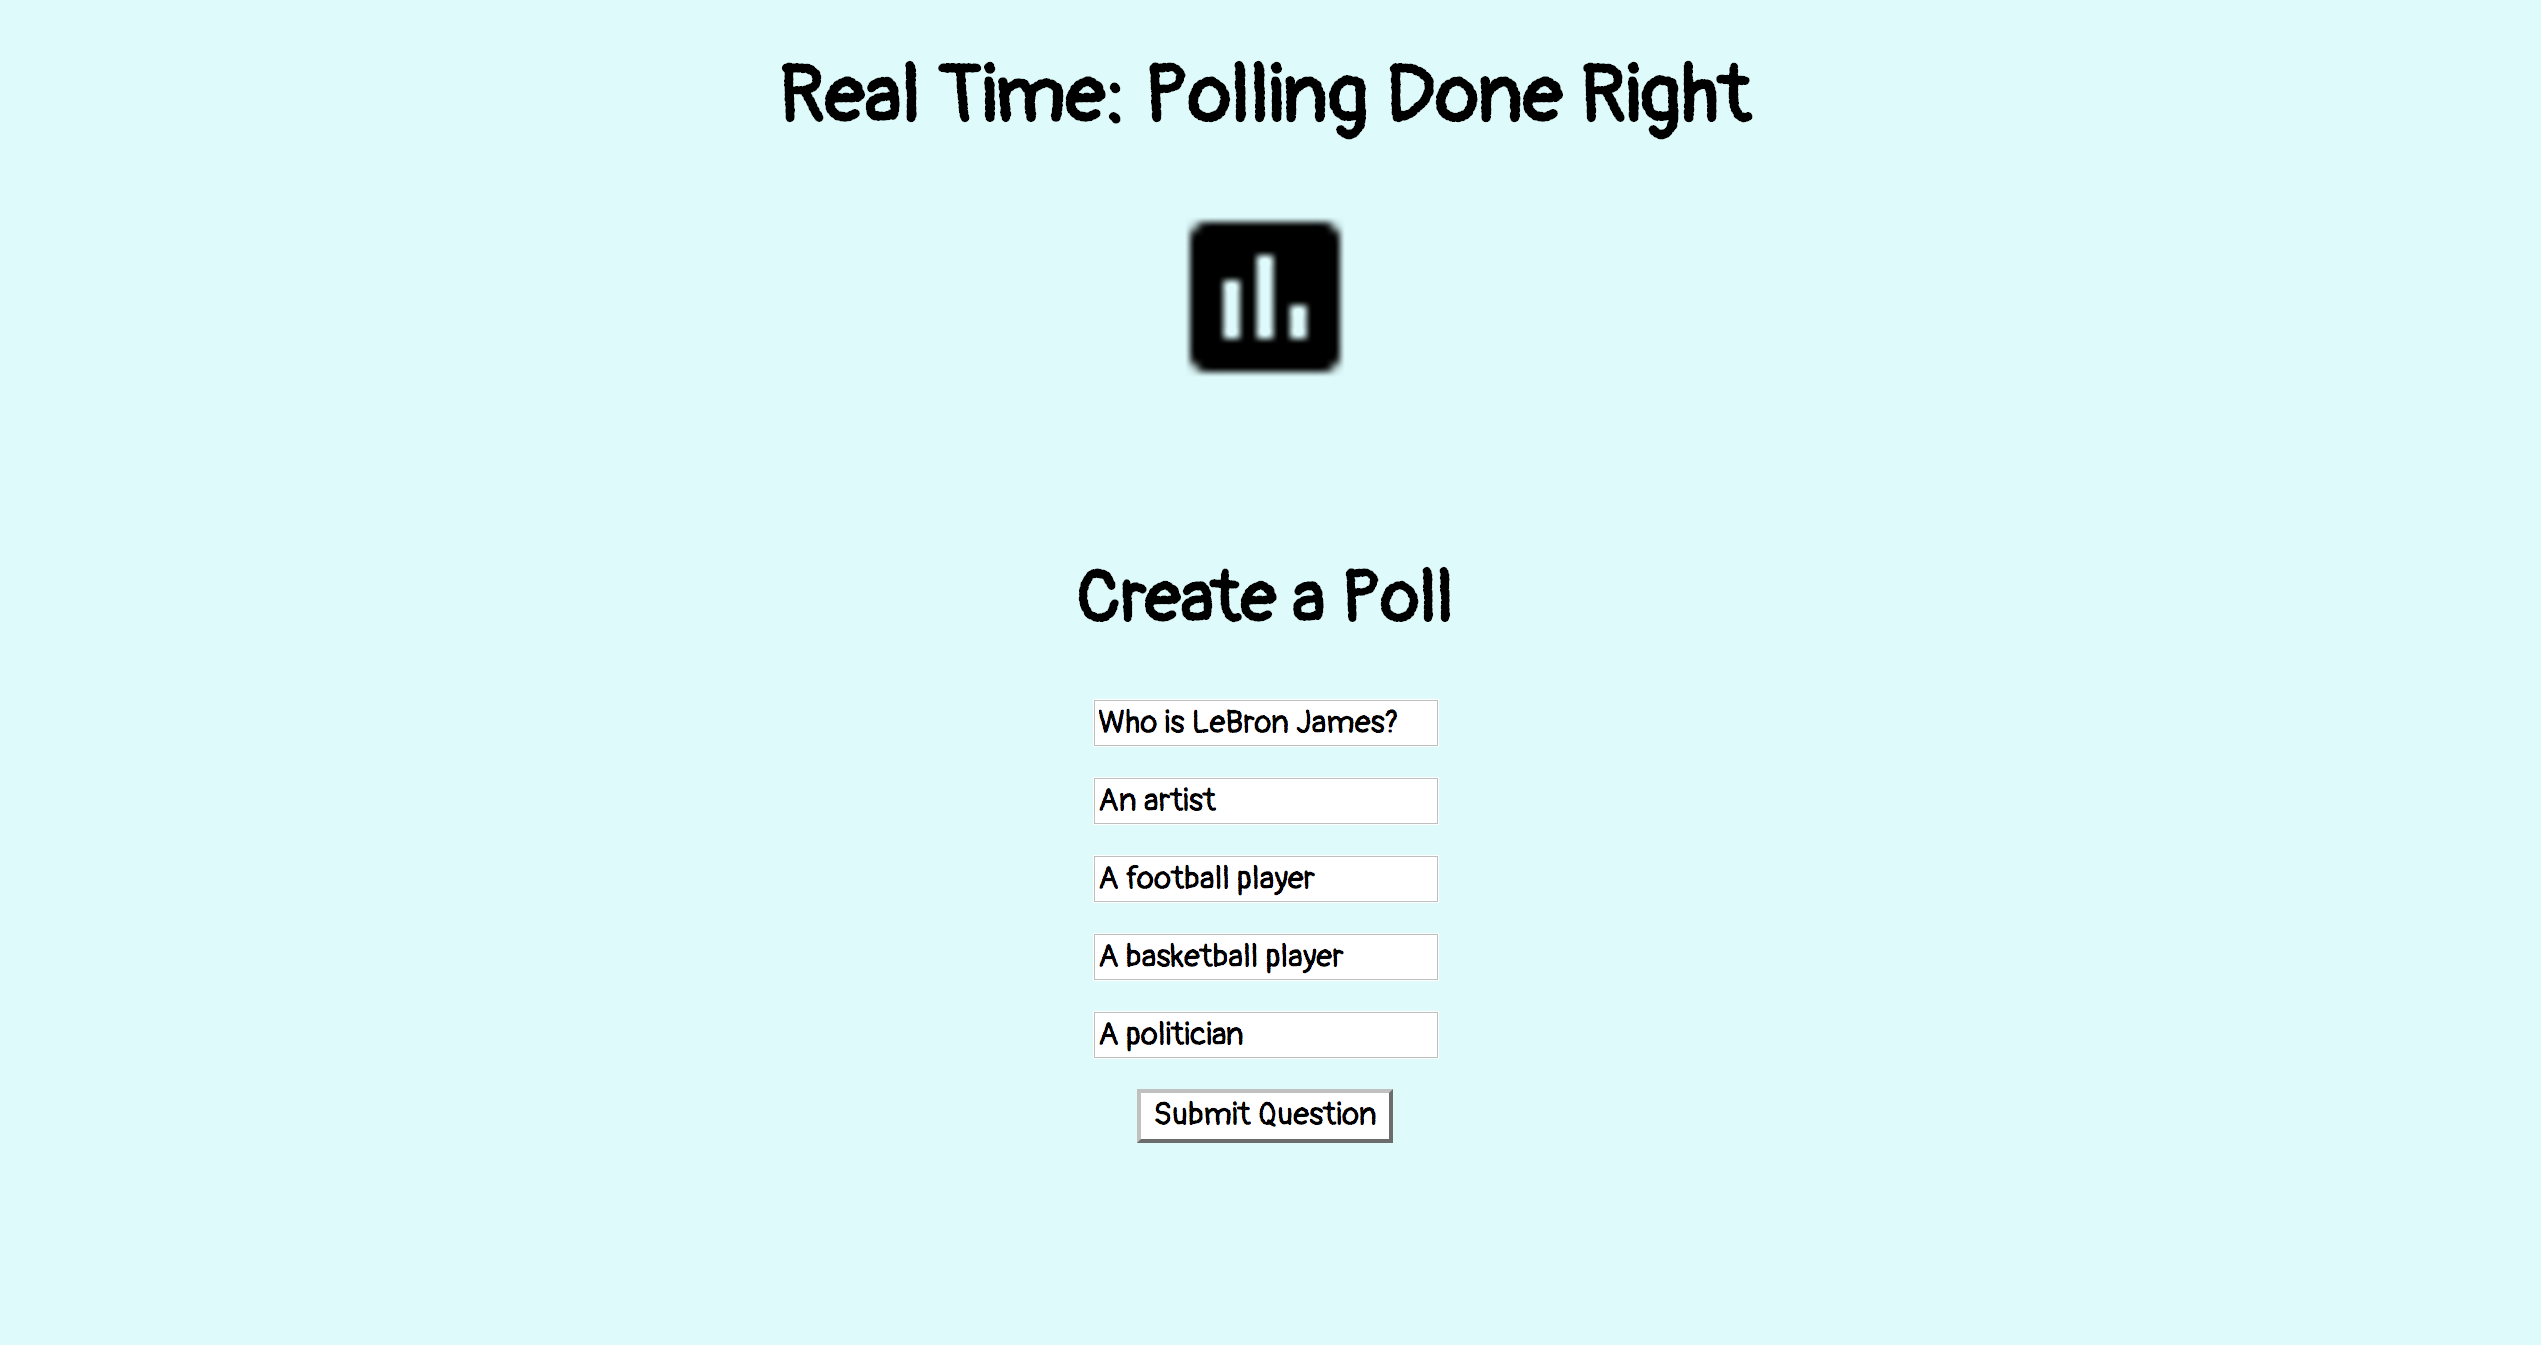 Real Time: Polling Done Right
Create a Poll
Who is LeBron James?
An artist
A football player
A basketball player
A politician
Submit Question